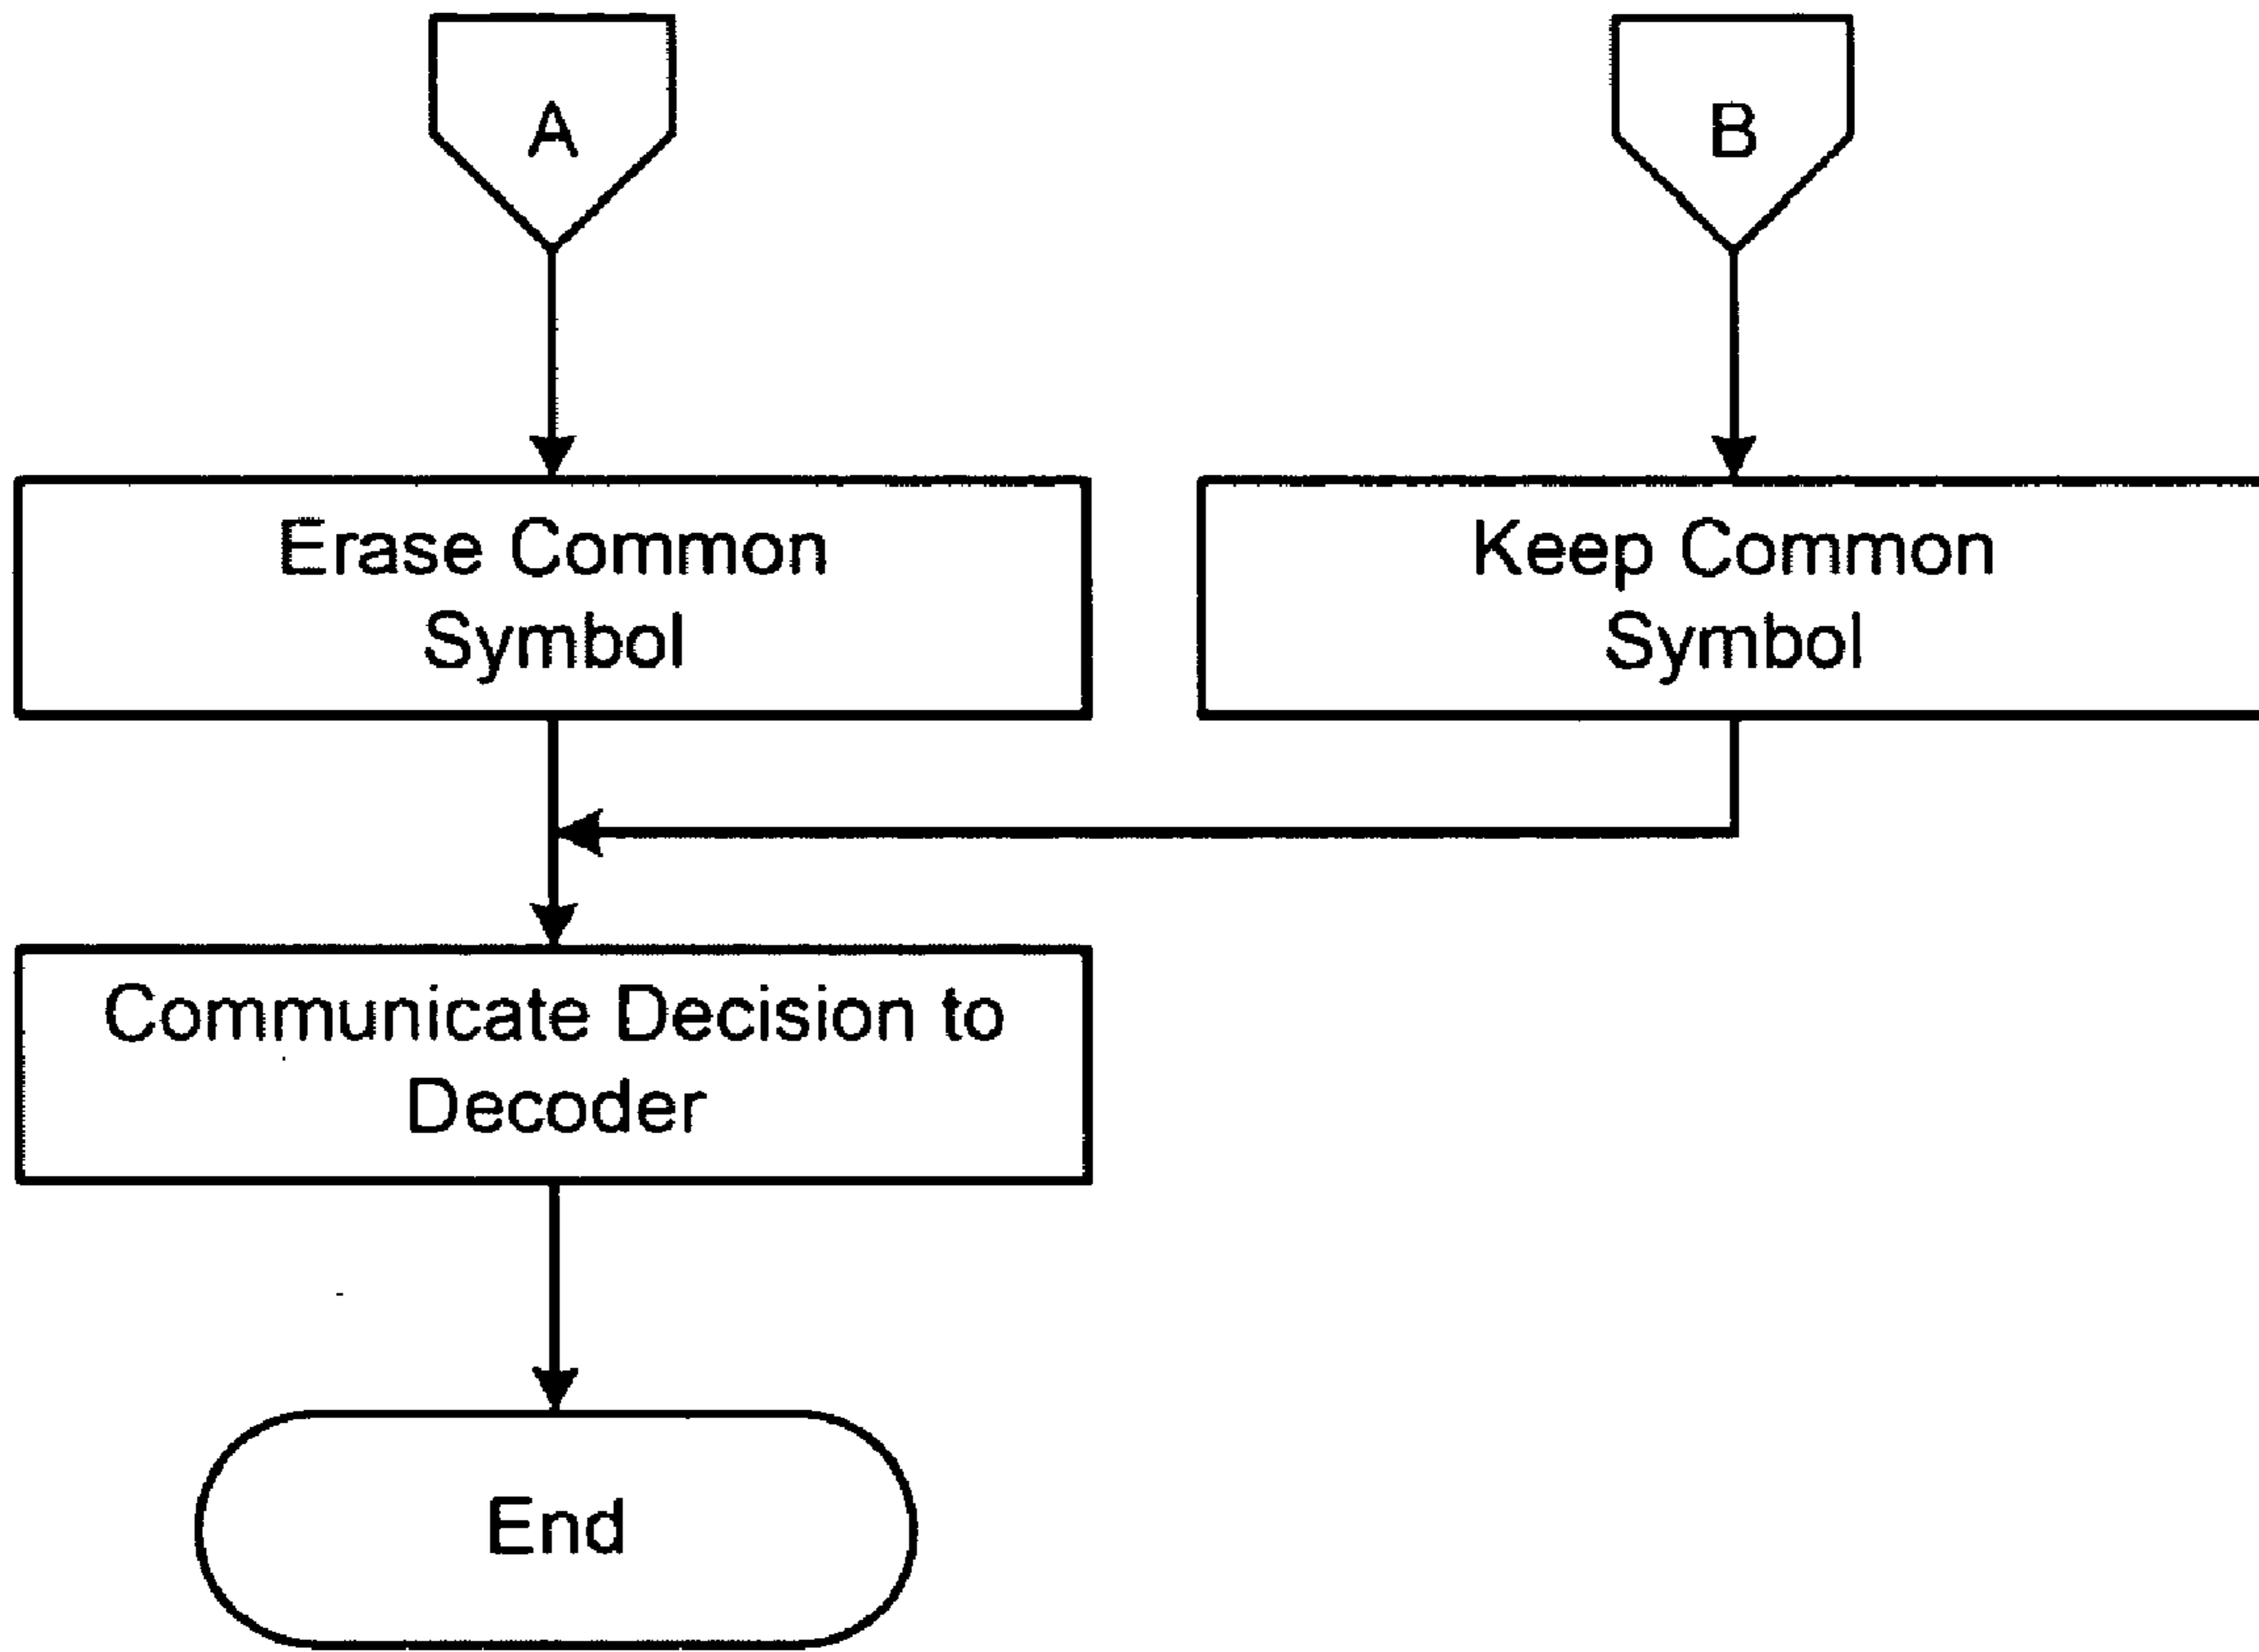 A
B
Erase Common
Symbol
Keep Common
Symbol
Communicate Decision to
Decoder
End